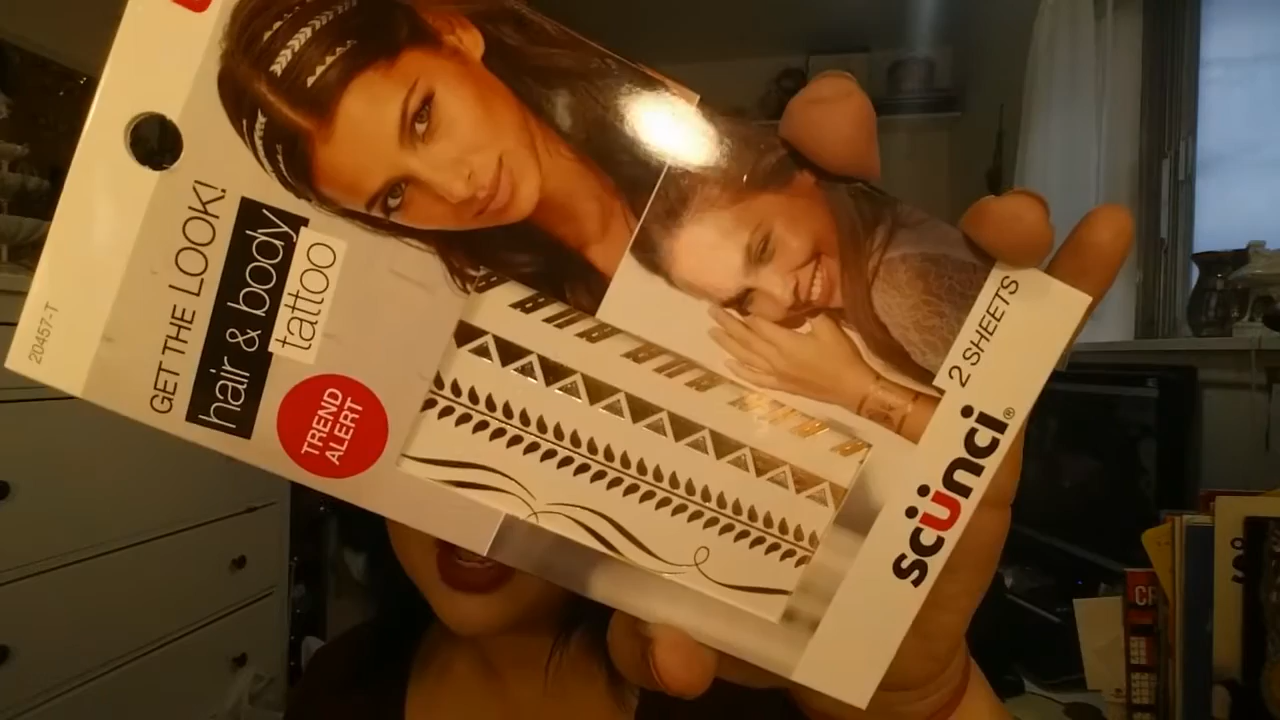 GET THE LOOK!
hair & body
tattoo
TREND
ALERT
20457-T
2 SHEETS
scünci®